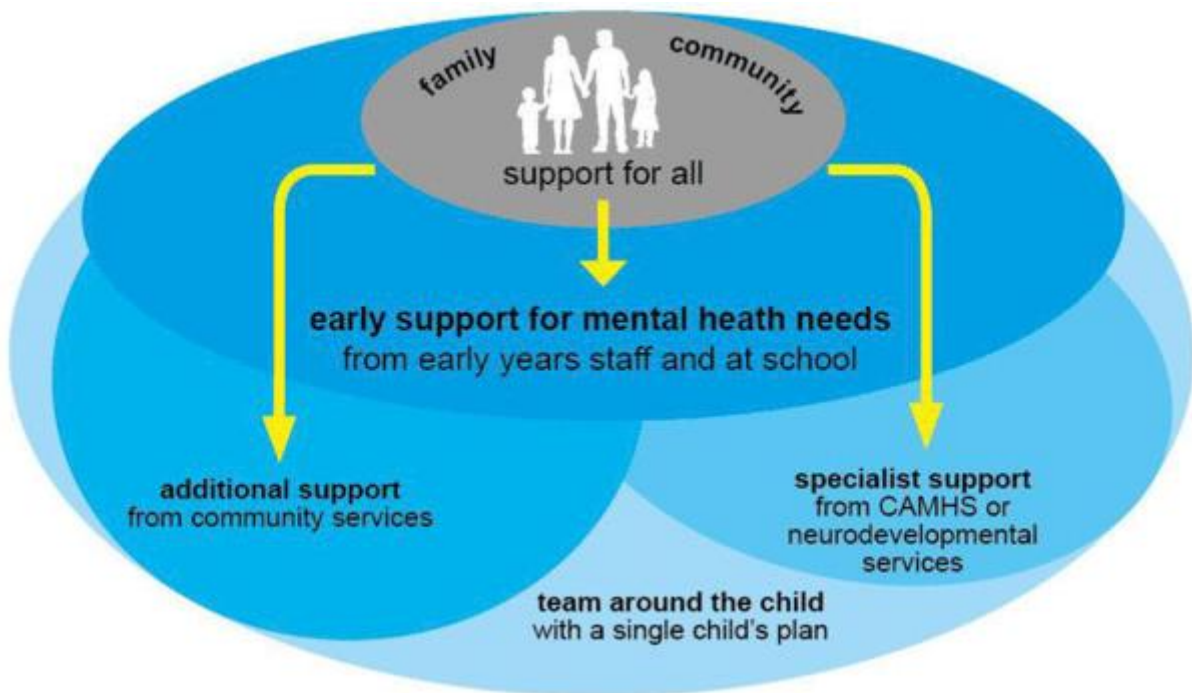 family
community
support for all
early support for mental heath needs
from early years staff and at school
additional support
from community services
specialist support
from CAMHS or
neurodevelopmental
services
team around the child
with a single child's plan